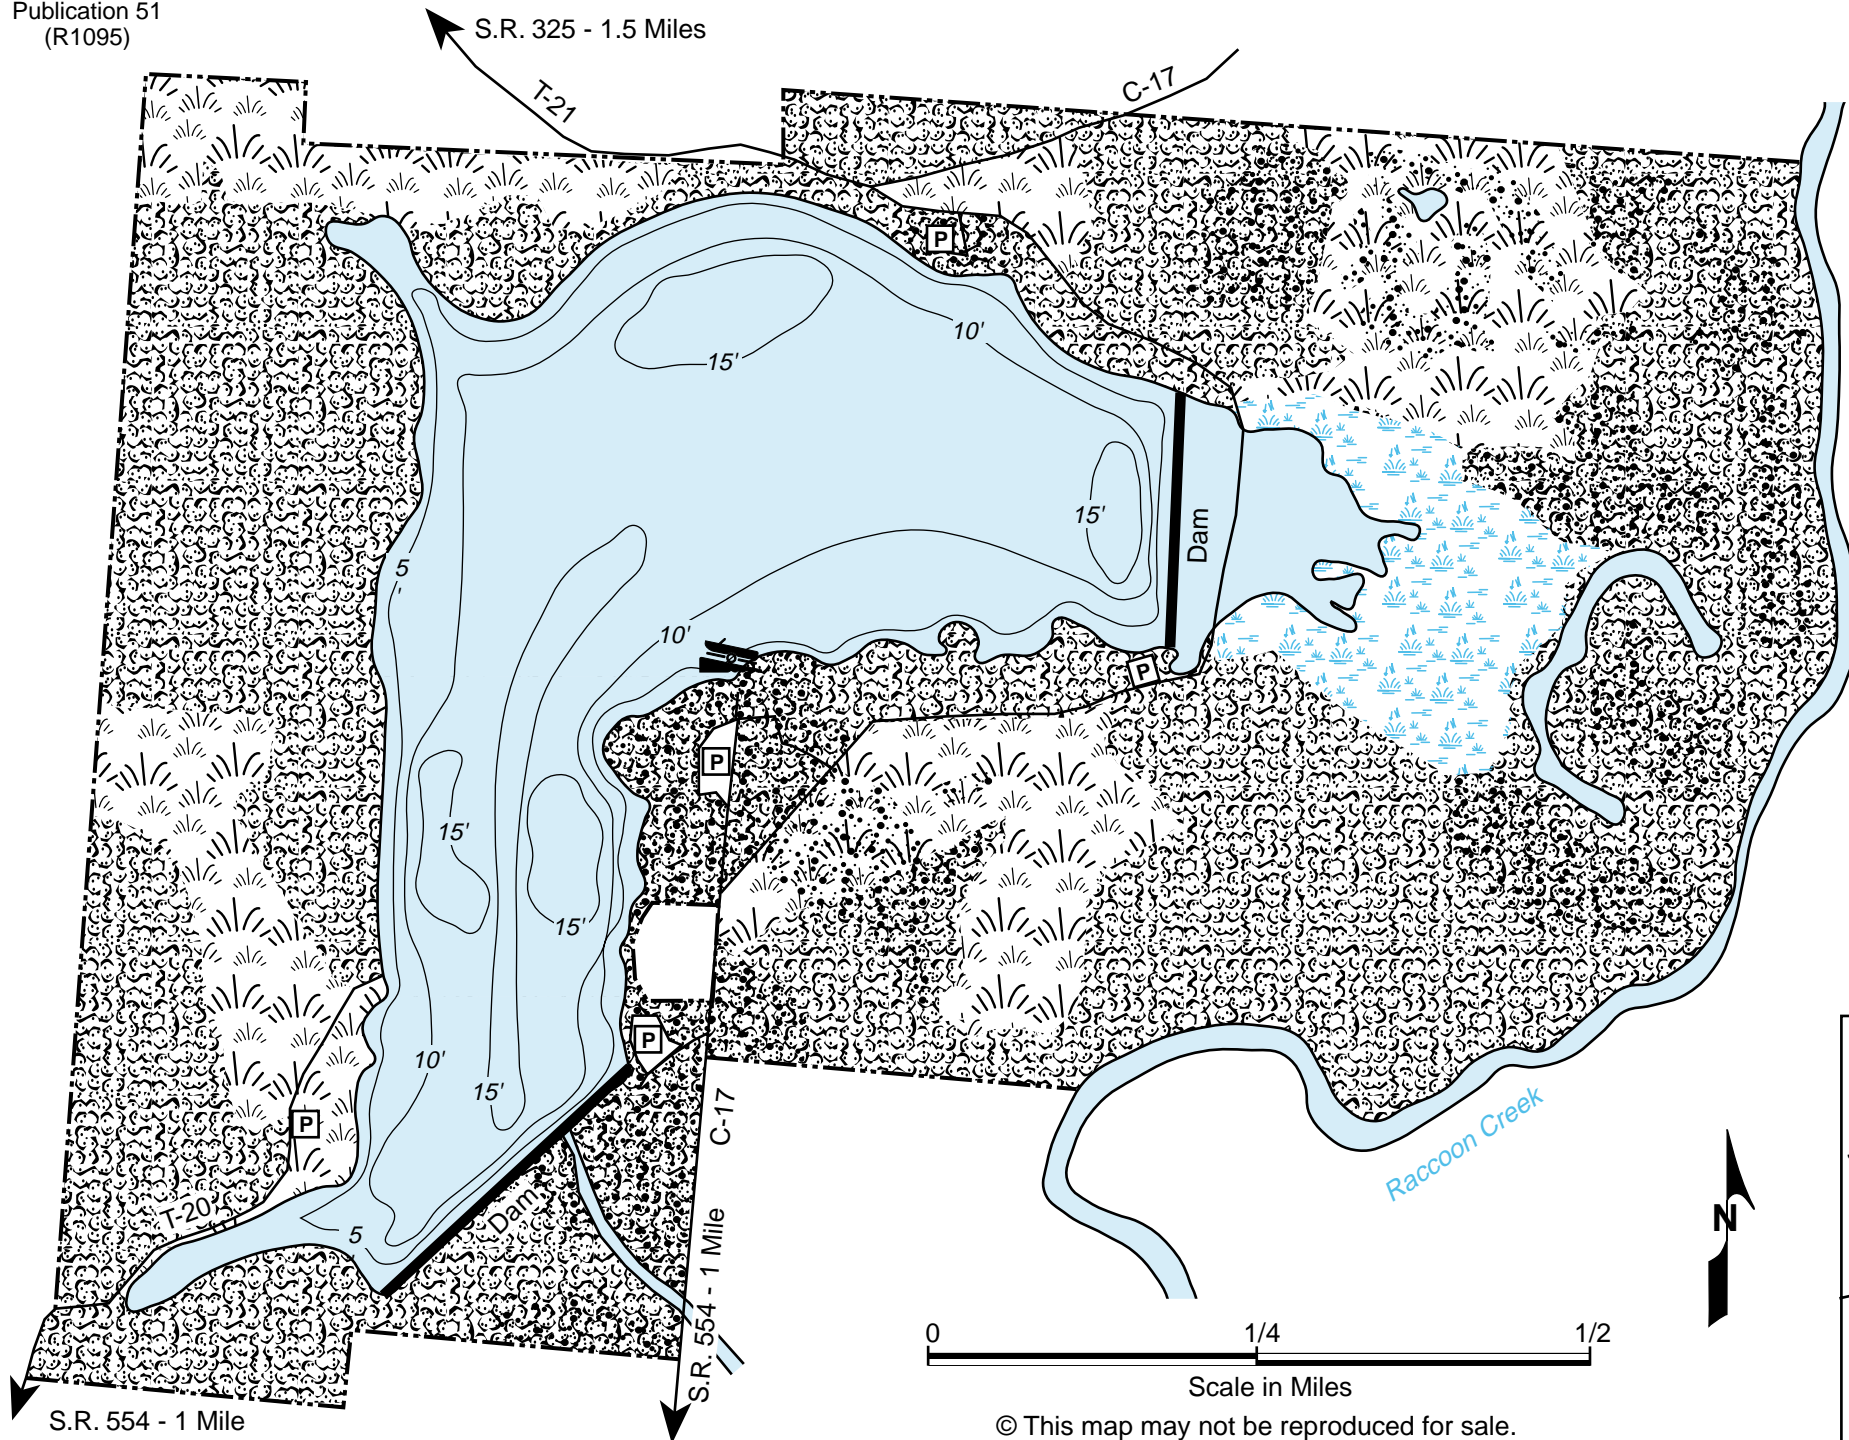 Publication 51
(R1095)
S.R. 325 - 1.5 Miles
T-21
C-17
P
15'
10'
15'
Dam
5
'
10'
P
P
15'
15'
P
10'
15'
C-17
P
Raccoon Creek
T-20
Dam
5
N
S.R. 554 - 1 Mile
0 1/4 1/2
Scale in Miles
S.R. 554 - 1 Mile
© This map may not be reproduced for sale.